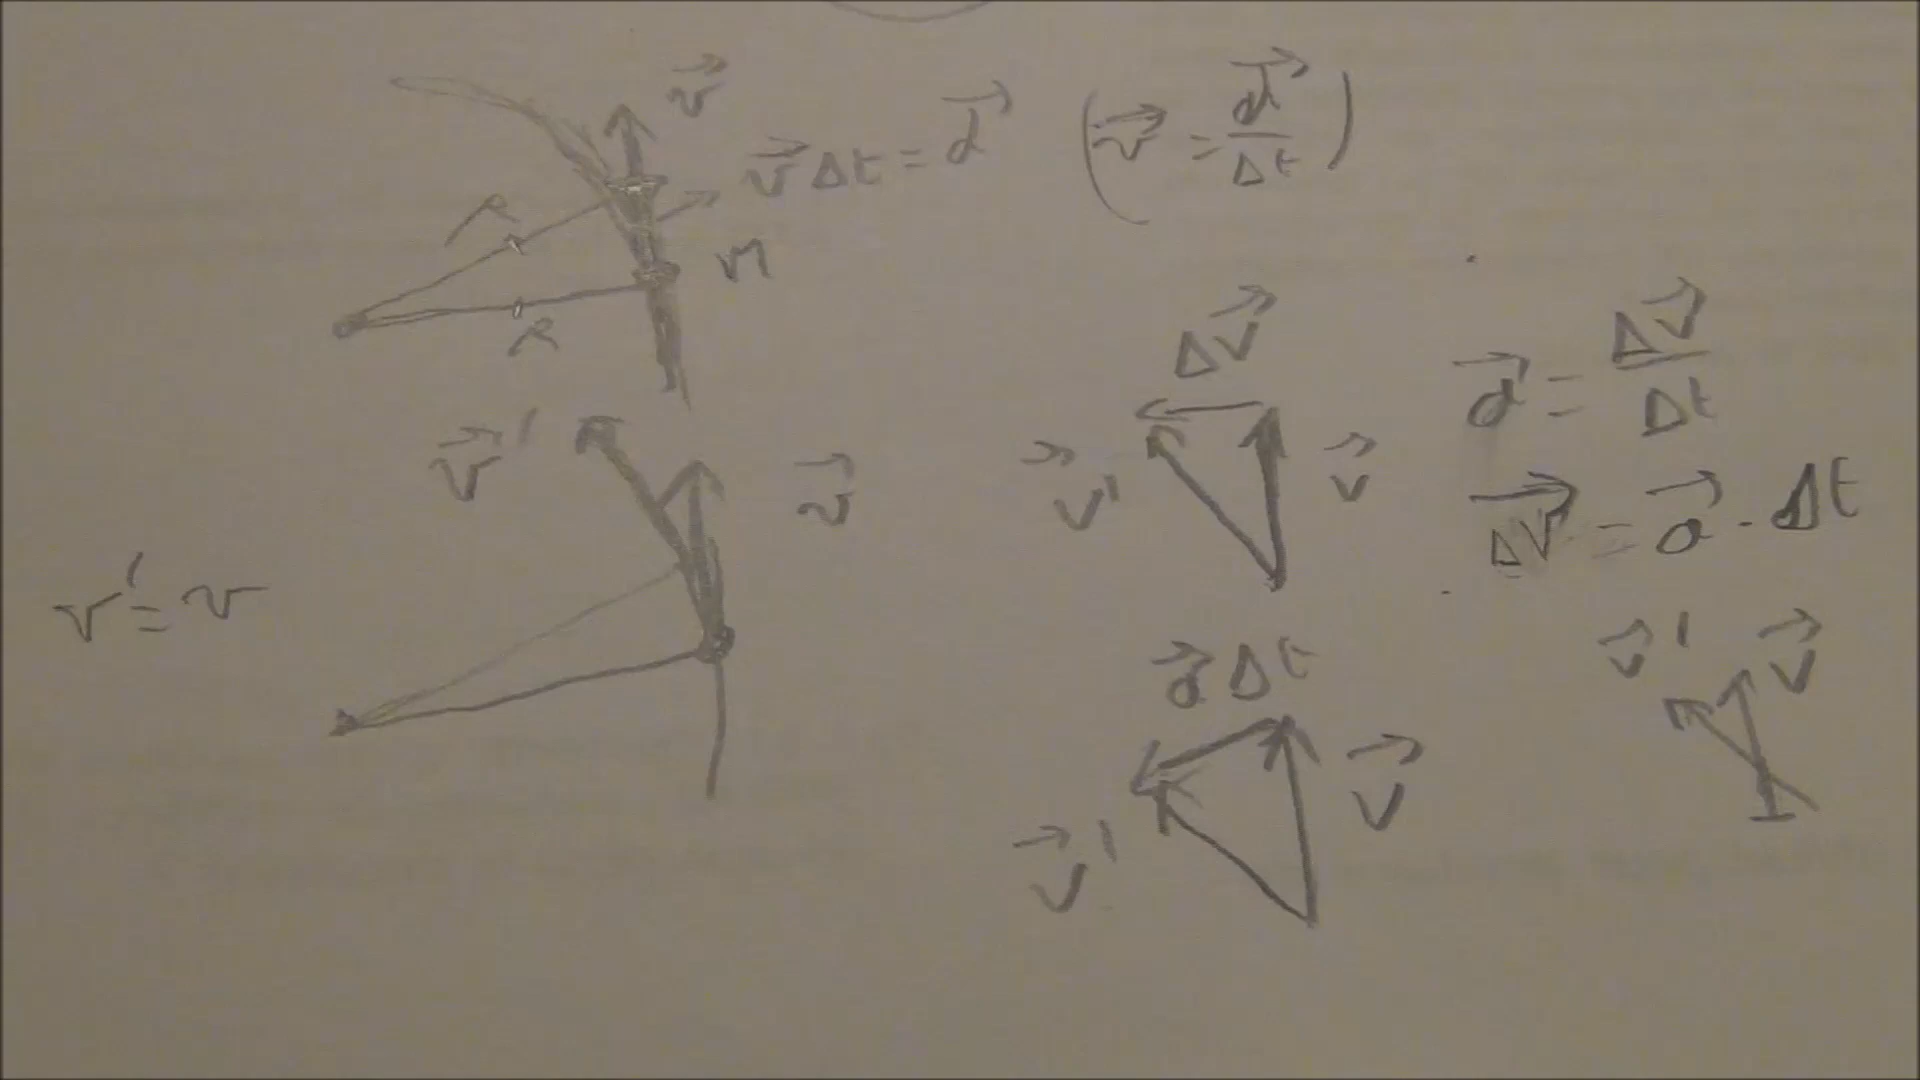 v⃗
v⃗ Δt = d⃗ (v⃗ = d⃗/Δt)
R
M
R
Δv⃗
a⃗ = Δv⃗/Δt
v⃗' v⃗
v⃗' v⃗
Δv⃗ = a⃗ . Δt
v' = v
a⃗ Δt
v⃗' v⃗
v⃗
v⃗'